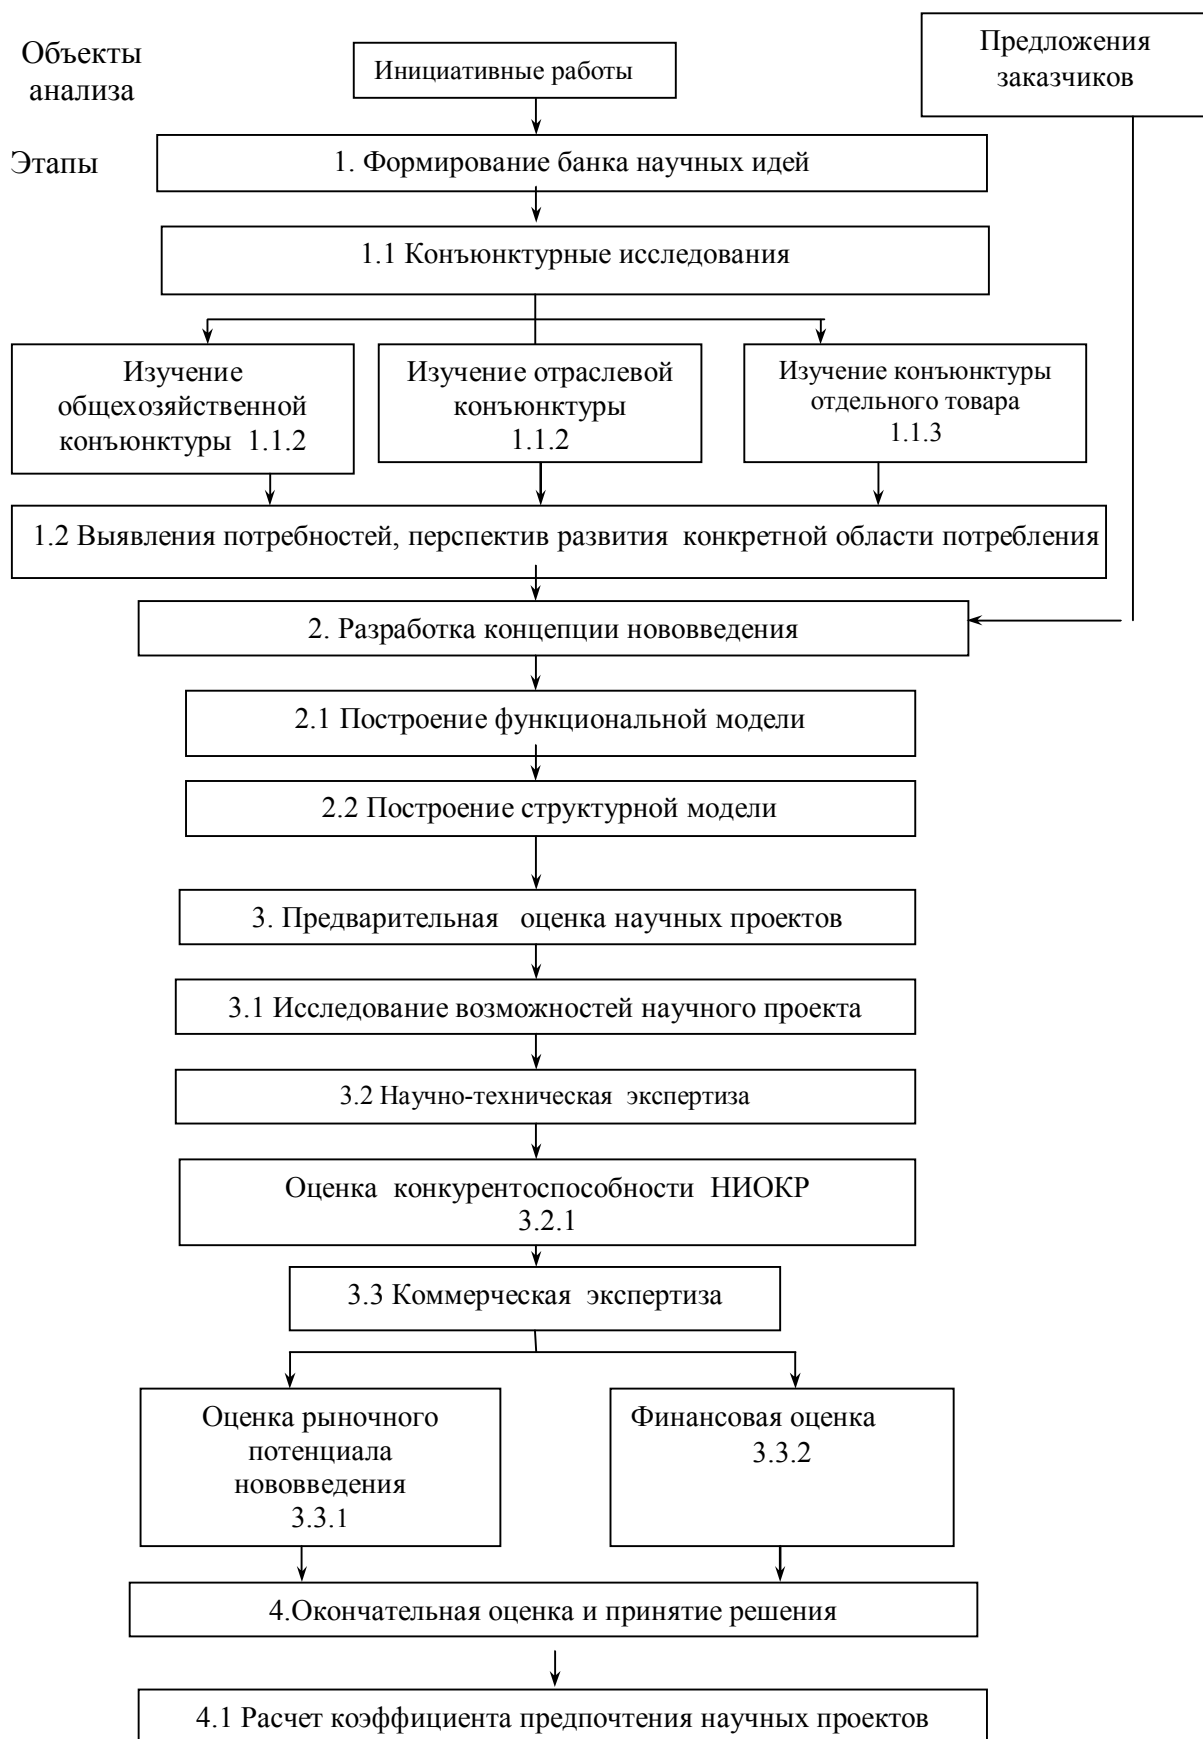 Объекты
анализа
Инициативные работы
Предложения
заказчиков
Этапы
1. Формирование банка научных идей
1.1 Конъюнктурные исследования
Изучение
общехозяйственной
конъюнктуры 1.1.2
Изучение отраслевой
конъюнктуры
1.1.2
Изучение конъюнктуры
отдельного товара
1.1.3
1.2 Выявления потребностей, перспектив развития конкретной области потребления
2. Разработка концепции нововведения
2.1 Построение функциональной модели
2.2 Построение структурной модели
3. Предварительная оценка научных проектов
3.1 Исследование возможностей научного проекта
3.2 Научно-техническая экспертиза
Оценка конкурентоспособности НИОКР
3.2.1
3.3 Коммерческая экспертиза
Оценка рыночного
потенциала
нововведения
3.3.1
Финансовая оценка
3.3.2
4.Окончательная оценка и принятие решения
4.1 Расчет коэффициента предпочтения научных проектов